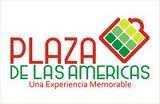 PLAZA
DE LAS AMERICAS
Una Experiencia Memorable